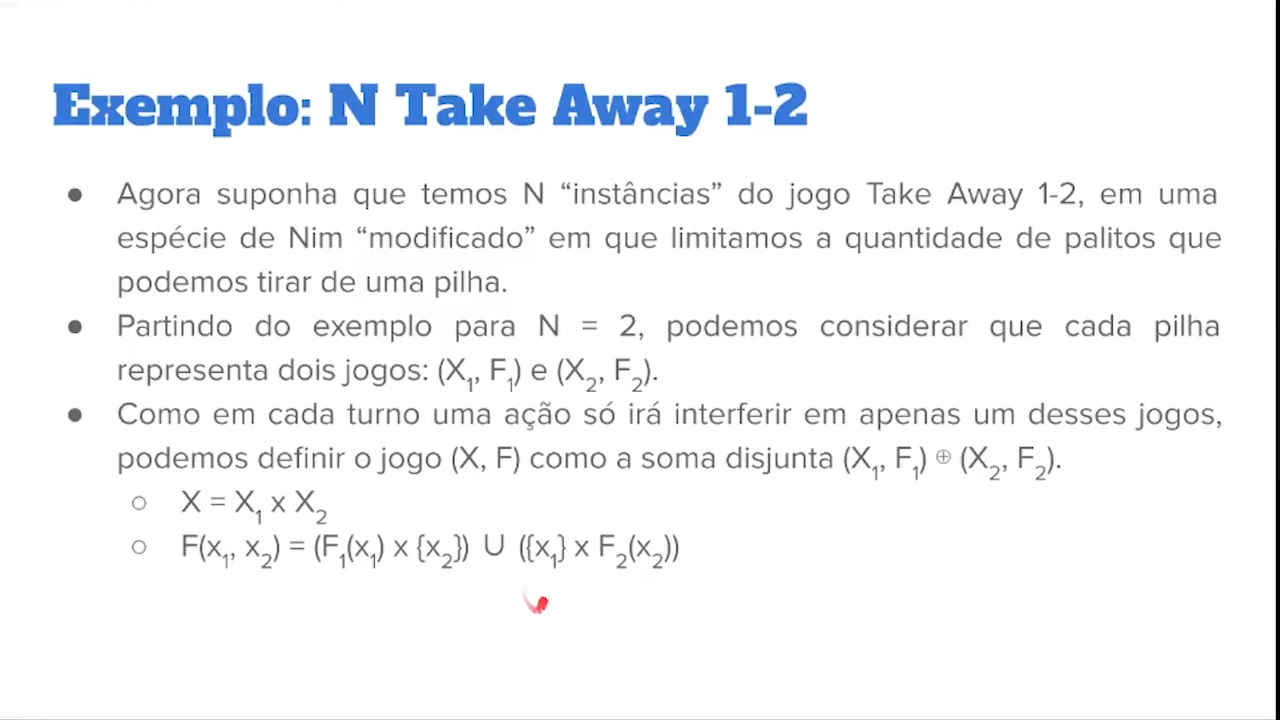 Exemplo: N Take Away 1-2
● Agora suponha que temos N “instâncias” do jogo Take Away 1-2, em uma
espécie de Nim “modificado” em que limitamos a quantidade de palitos que
podemos tirar de uma pilha.
● Partindo do exemplo para N = 2, podemos considerar que cada pilha
representa dois jogos: (X₁, F₁) e (X₂, F₂).
● Como em cada turno uma ação só irá interferir em apenas um desses jogos,
podemos definir o jogo (X, F) como a soma disjunta (X₁, F₁) ⊕ (X₂, F₂).
○ X = X₁ x X₂
○ F(x₁, x₂) = (F₁(x₁) x {x₂}) ∪ ({x₁} x F₂(x₂))